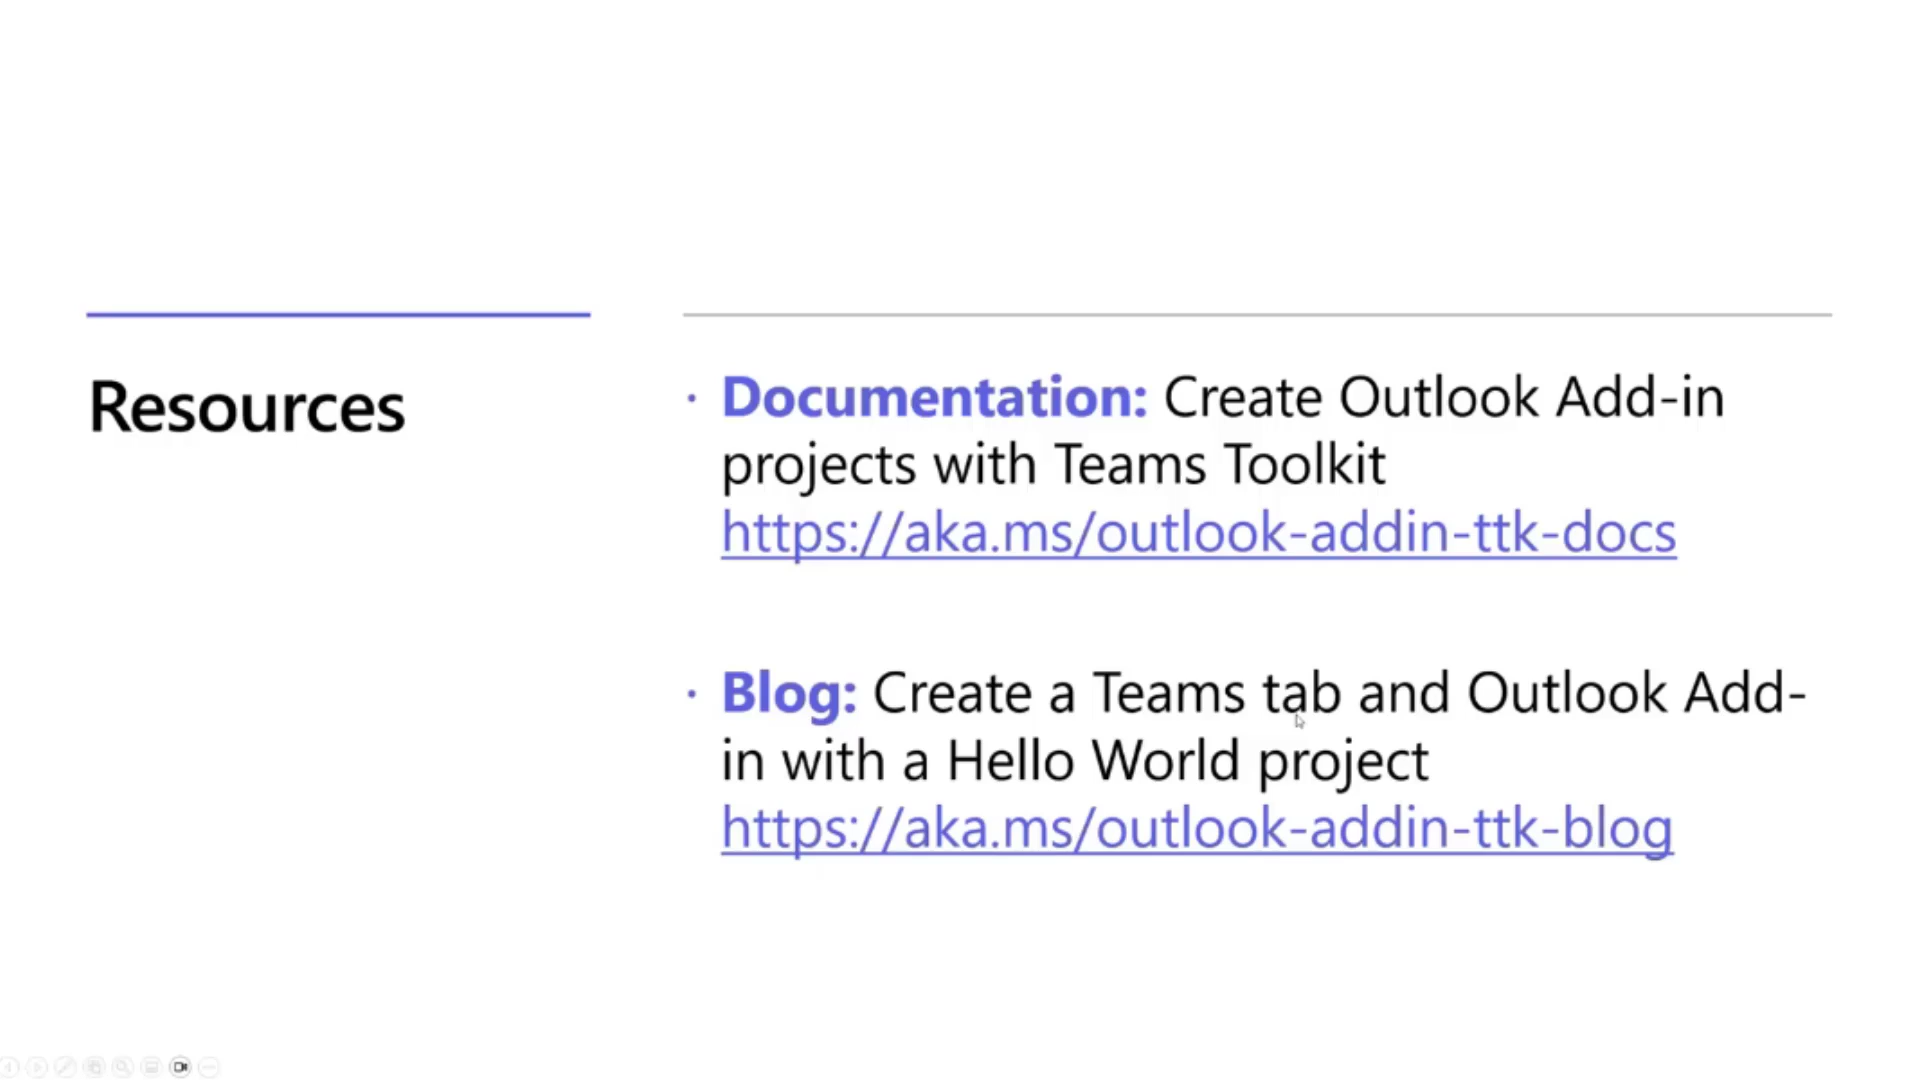 Resources
· Documentation: Create Outlook Add-in
projects with Teams Toolkit
https://aka.ms/outlook-addin-ttk-docs
· Blog: Create a Teams tab and Outlook Add-
in with a Hello World project
https://aka.ms/outlook-addin-ttk-blog